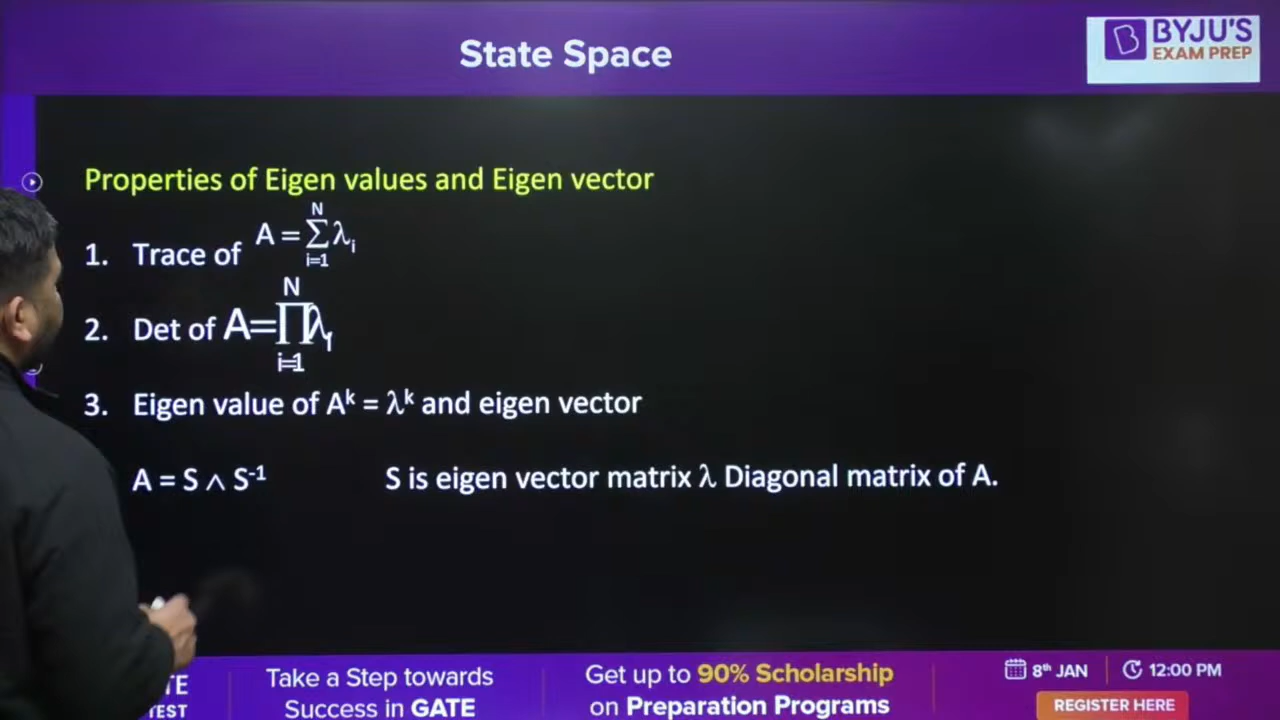 State Space
BYJU'S
EXAM PREP
Properties of Eigen values and Eigen vector
1. Trace of A = N∑i=1 λi
2. Det of A=N∏i=1 λi
3. Eigen value of Aᵏ = λᵏ and eigen vector
A = S ∧ S⁻¹ S is eigen vector matrix λ Diagonal matrix of A.
Take a Step towards
Success in GATE
Get up to 90% Scholarship
on Preparation Programs
8th JAN
12:00 PM
REGISTER HERE